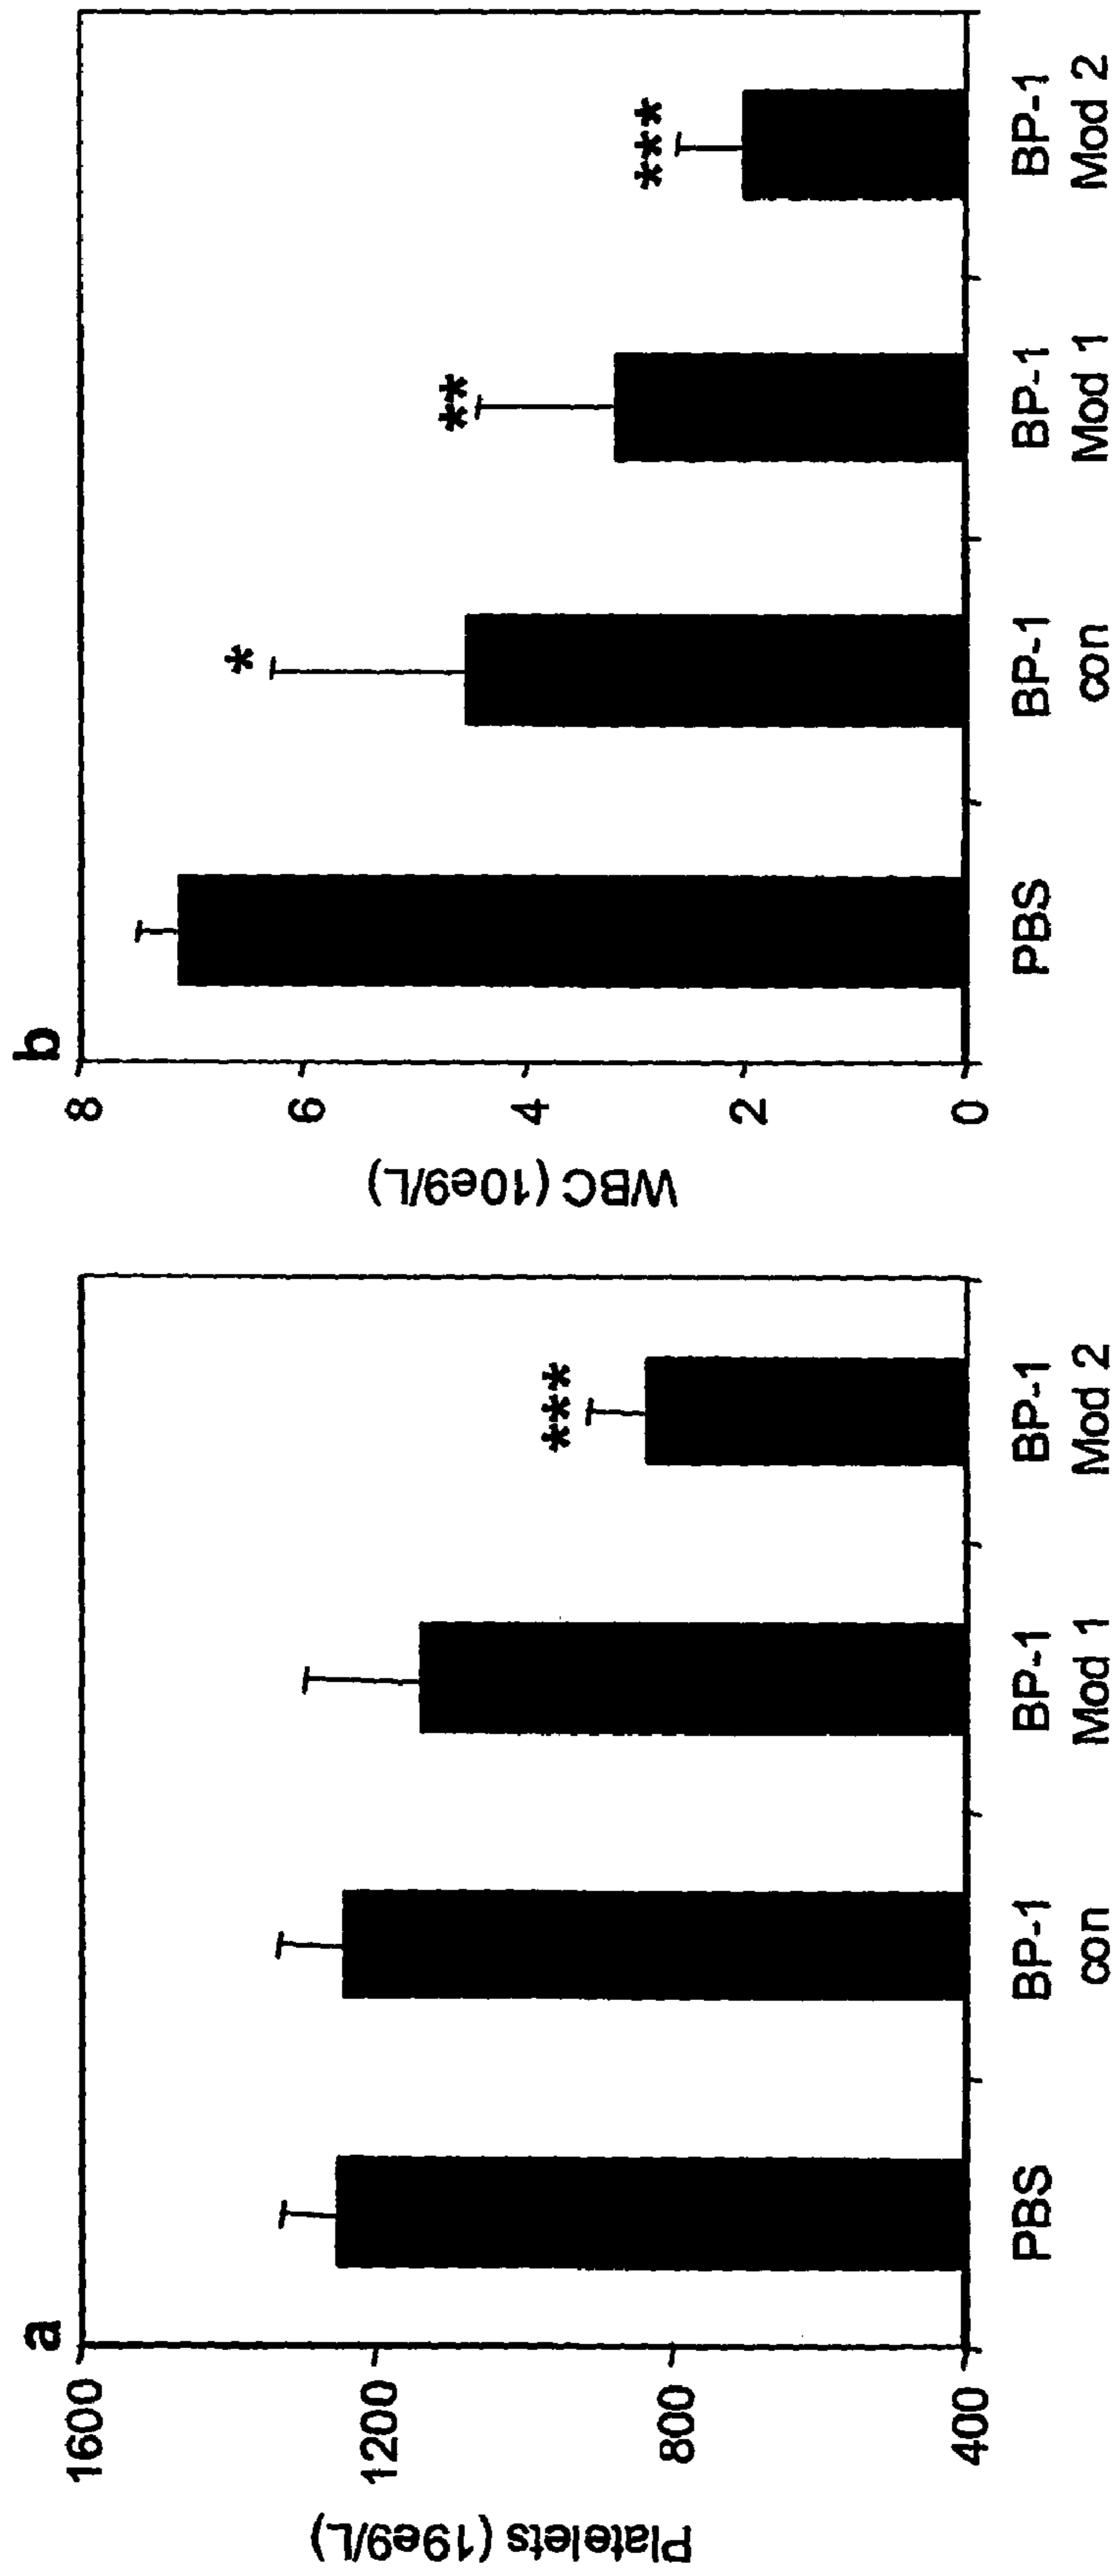 a
Platelets (19e9/L)
1600
1200
800
400
***
PBS
BP-1
con
BP-1
Mod 1
BP-1
Mod 2
b
WBC (10e9/L)
8
6
4
2
0
*
**
***
PBS
BP-1
con
BP-1
Mod 1
BP-1
Mod 2